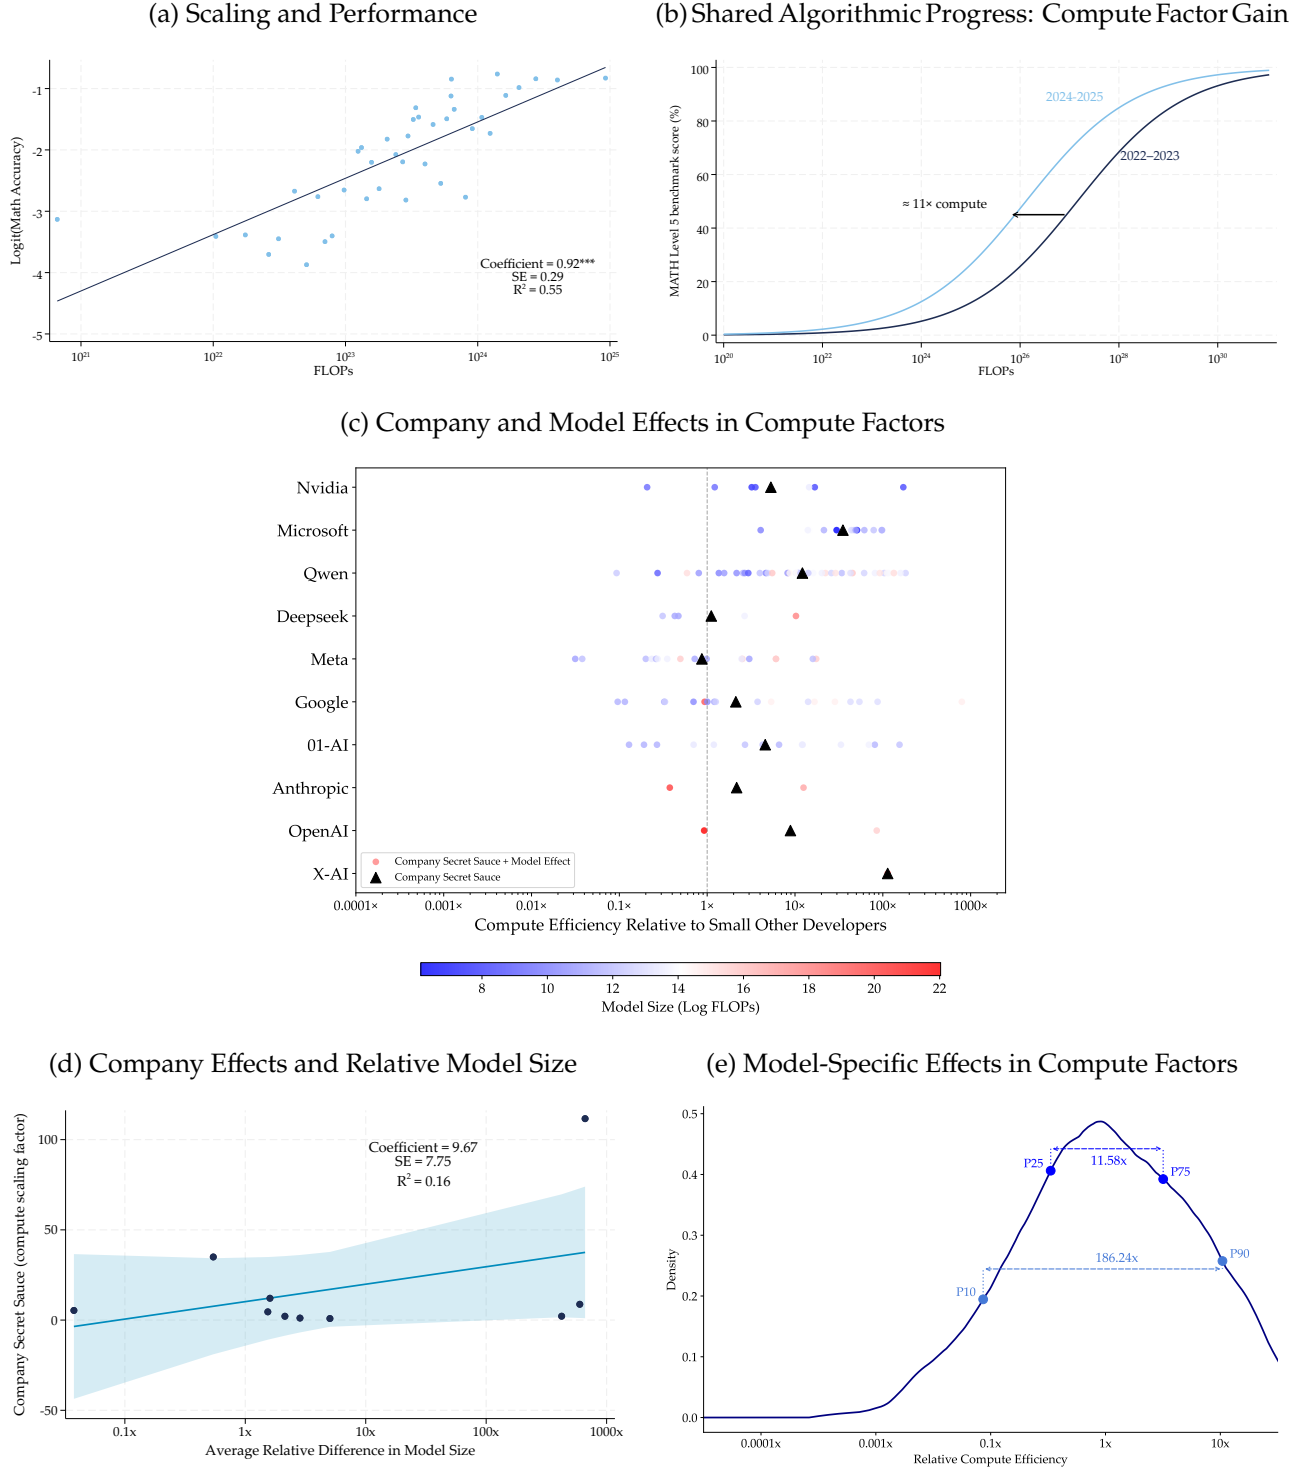 (a) Scaling and Performance
Logit(Math Accuracy)
-1
-2
-3
-4
-5
Coefficient = 0.92***
SE = 0.29
R² = 0.55
10²¹ 10²² 10²³ 10²⁴ 10²⁵
FLOPs
(b) Shared Algorithmic Progress: Compute Factor Gain
MATH Level 5 benchmark score (%)
100
80
60
40
20
0
2024-2025
2022–2023
≈ 11× compute
10²⁰ 10²² 10²⁴ 10²⁶ 10²⁸ 10³⁰
FLOPs
(c) Company and Model Effects in Compute Factors
Nvidia
Microsoft
Qwen
Deepseek
Meta
Google
01-AI
Anthropic
OpenAI
X-AI
Company Secret Sauce + Model Effect
Company Secret Sauce
0.0001× 0.001× 0.01× 0.1× 1× 10× 100× 1000×
Compute Efficiency Relative to Small Other Developers
8 10 12 14 16 18 20 22
Model Size (Log FLOPs)
(d) Company Effects and Relative Model Size
Company Secret Sauce (compute scaling factor)
100
50
0
-50
Coefficient = 9.67
SE = 7.75
R² = 0.16
0.1x 1x 10x 100x 1000x
Average Relative Difference in Model Size
(e) Model-Specific Effects in Compute Factors
Density
0.5
0.4
0.3
0.2
0.1
0.0
P25
11.58x
P75
186.24x
P90
P10
0.0001x 0.001x 0.1x 1x 10x
Relative Compute Efficiency